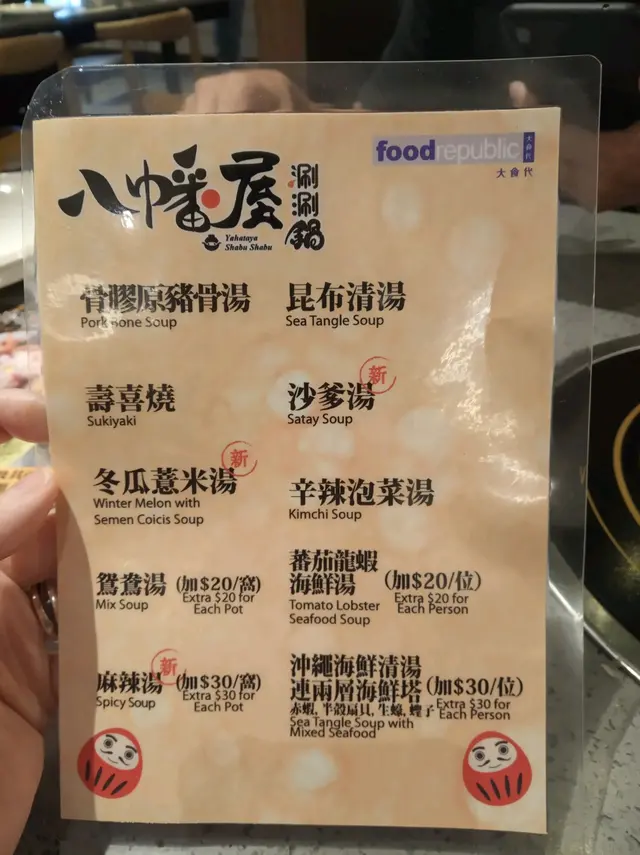 八幡屋
涮涮鍋
Yahataya
Shabu Shabu
foodrepublic
大食代
大食代
骨膠原豬骨湯
Pork Bone Soup
昆布清湯
Sea Tangle Soup
壽喜燒
Sukiyaki
沙爹湯
新
Satay Soup
冬瓜薏米湯
新
Winter Melon with
Semen Coicis Soup
辛辣泡菜湯
Kimchi Soup
鴛鴦湯 (加$20/窩)
Mix Soup Extra $20 for
Each Pot
蕃茄龍蝦
海鮮湯 (加$20/位)
Tomato Lobster Extra $20 for
Seafood Soup Each Person
麻辣湯 (加$30/窩)
新
Spicy Soup Extra $30 for
Each Pot
沖繩海鮮清湯
連兩層海鮮塔 (加$30/位)
赤蝦, 半殼扇貝, 生蠔, 蟶子 Extra $30 for
Sea Tangle Soup with Each Person
Mixed Seafood